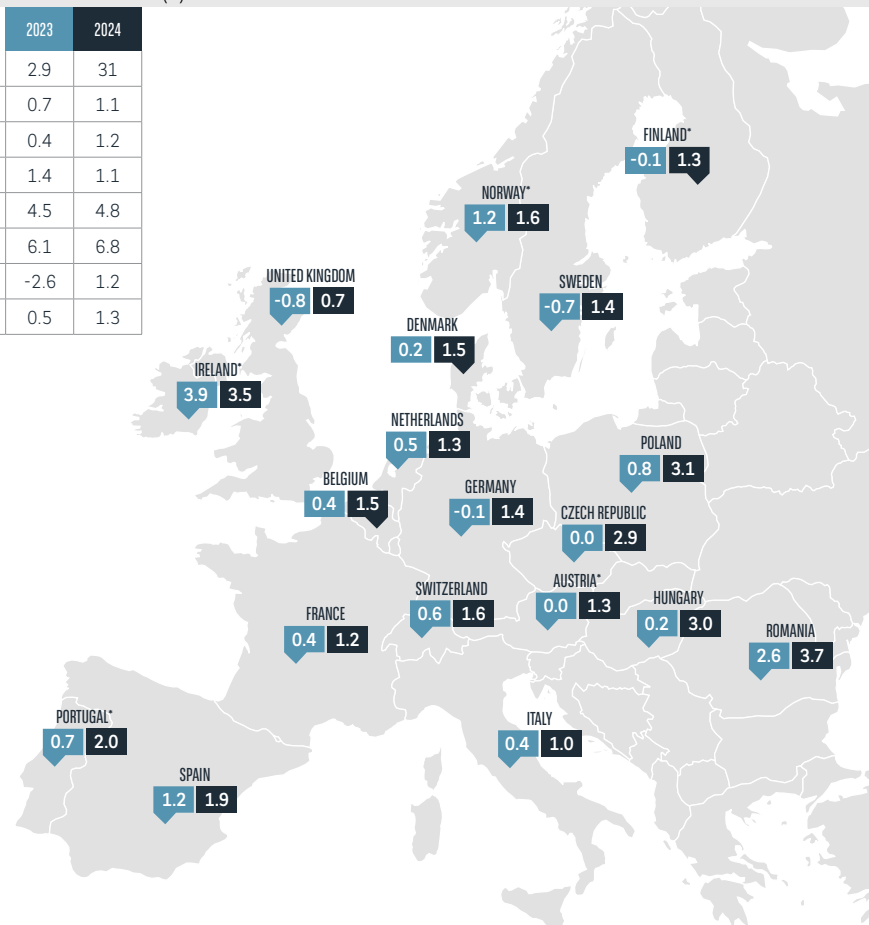 2023 2024
2.9 31
0.7 1.1
0.4 1.2
1.4 1.1
4.5 4.8
6.1 6.8
-2.6 1.2
0.5 1.3
FINLAND*
-0.1 1.3
NORWAY*
1.2 1.6
UNITED KINGDOM
-0.8 0.7
SWEDEN
-0.7 1.4
DENMARK
0.2 1.5
IRELAND*
3.9 3.5
NETHERLANDS
0.5 1.3
POLAND
0.8 3.1
BELGIUM
0.4 1.5
GERMANY
-0.1 1.4
CZECH REPUBLIC
0.0 2.9
AUSTRIA*
0.0 1.3
SWITZERLAND
0.6 1.6
HUNGARY
0.2 3.0
FRANCE
0.4 1.2
ROMANIA
2.6 3.7
PORTUGAL*
0.7 2.0
ITALY
0.4 1.0
SPAIN
1.2 1.9